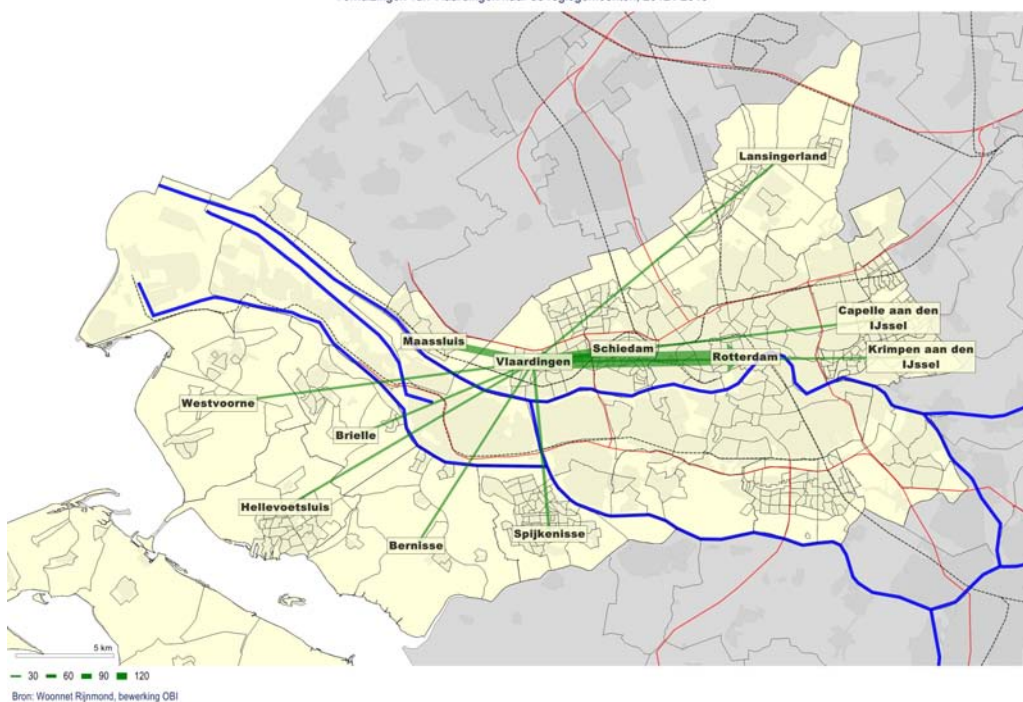 Lansingerland
Capelle aan den
IJssel
Maassluis
Schiedam
Vlaardingen
Rotterdam
Krimpen aan den
IJssel
Westvoorne
Brielle
Hellevoetsluis
Bernisse
Spijkenisse
5 km
30 60 90 120
Bron: Woonnet Rijnmond, bewerking OBI